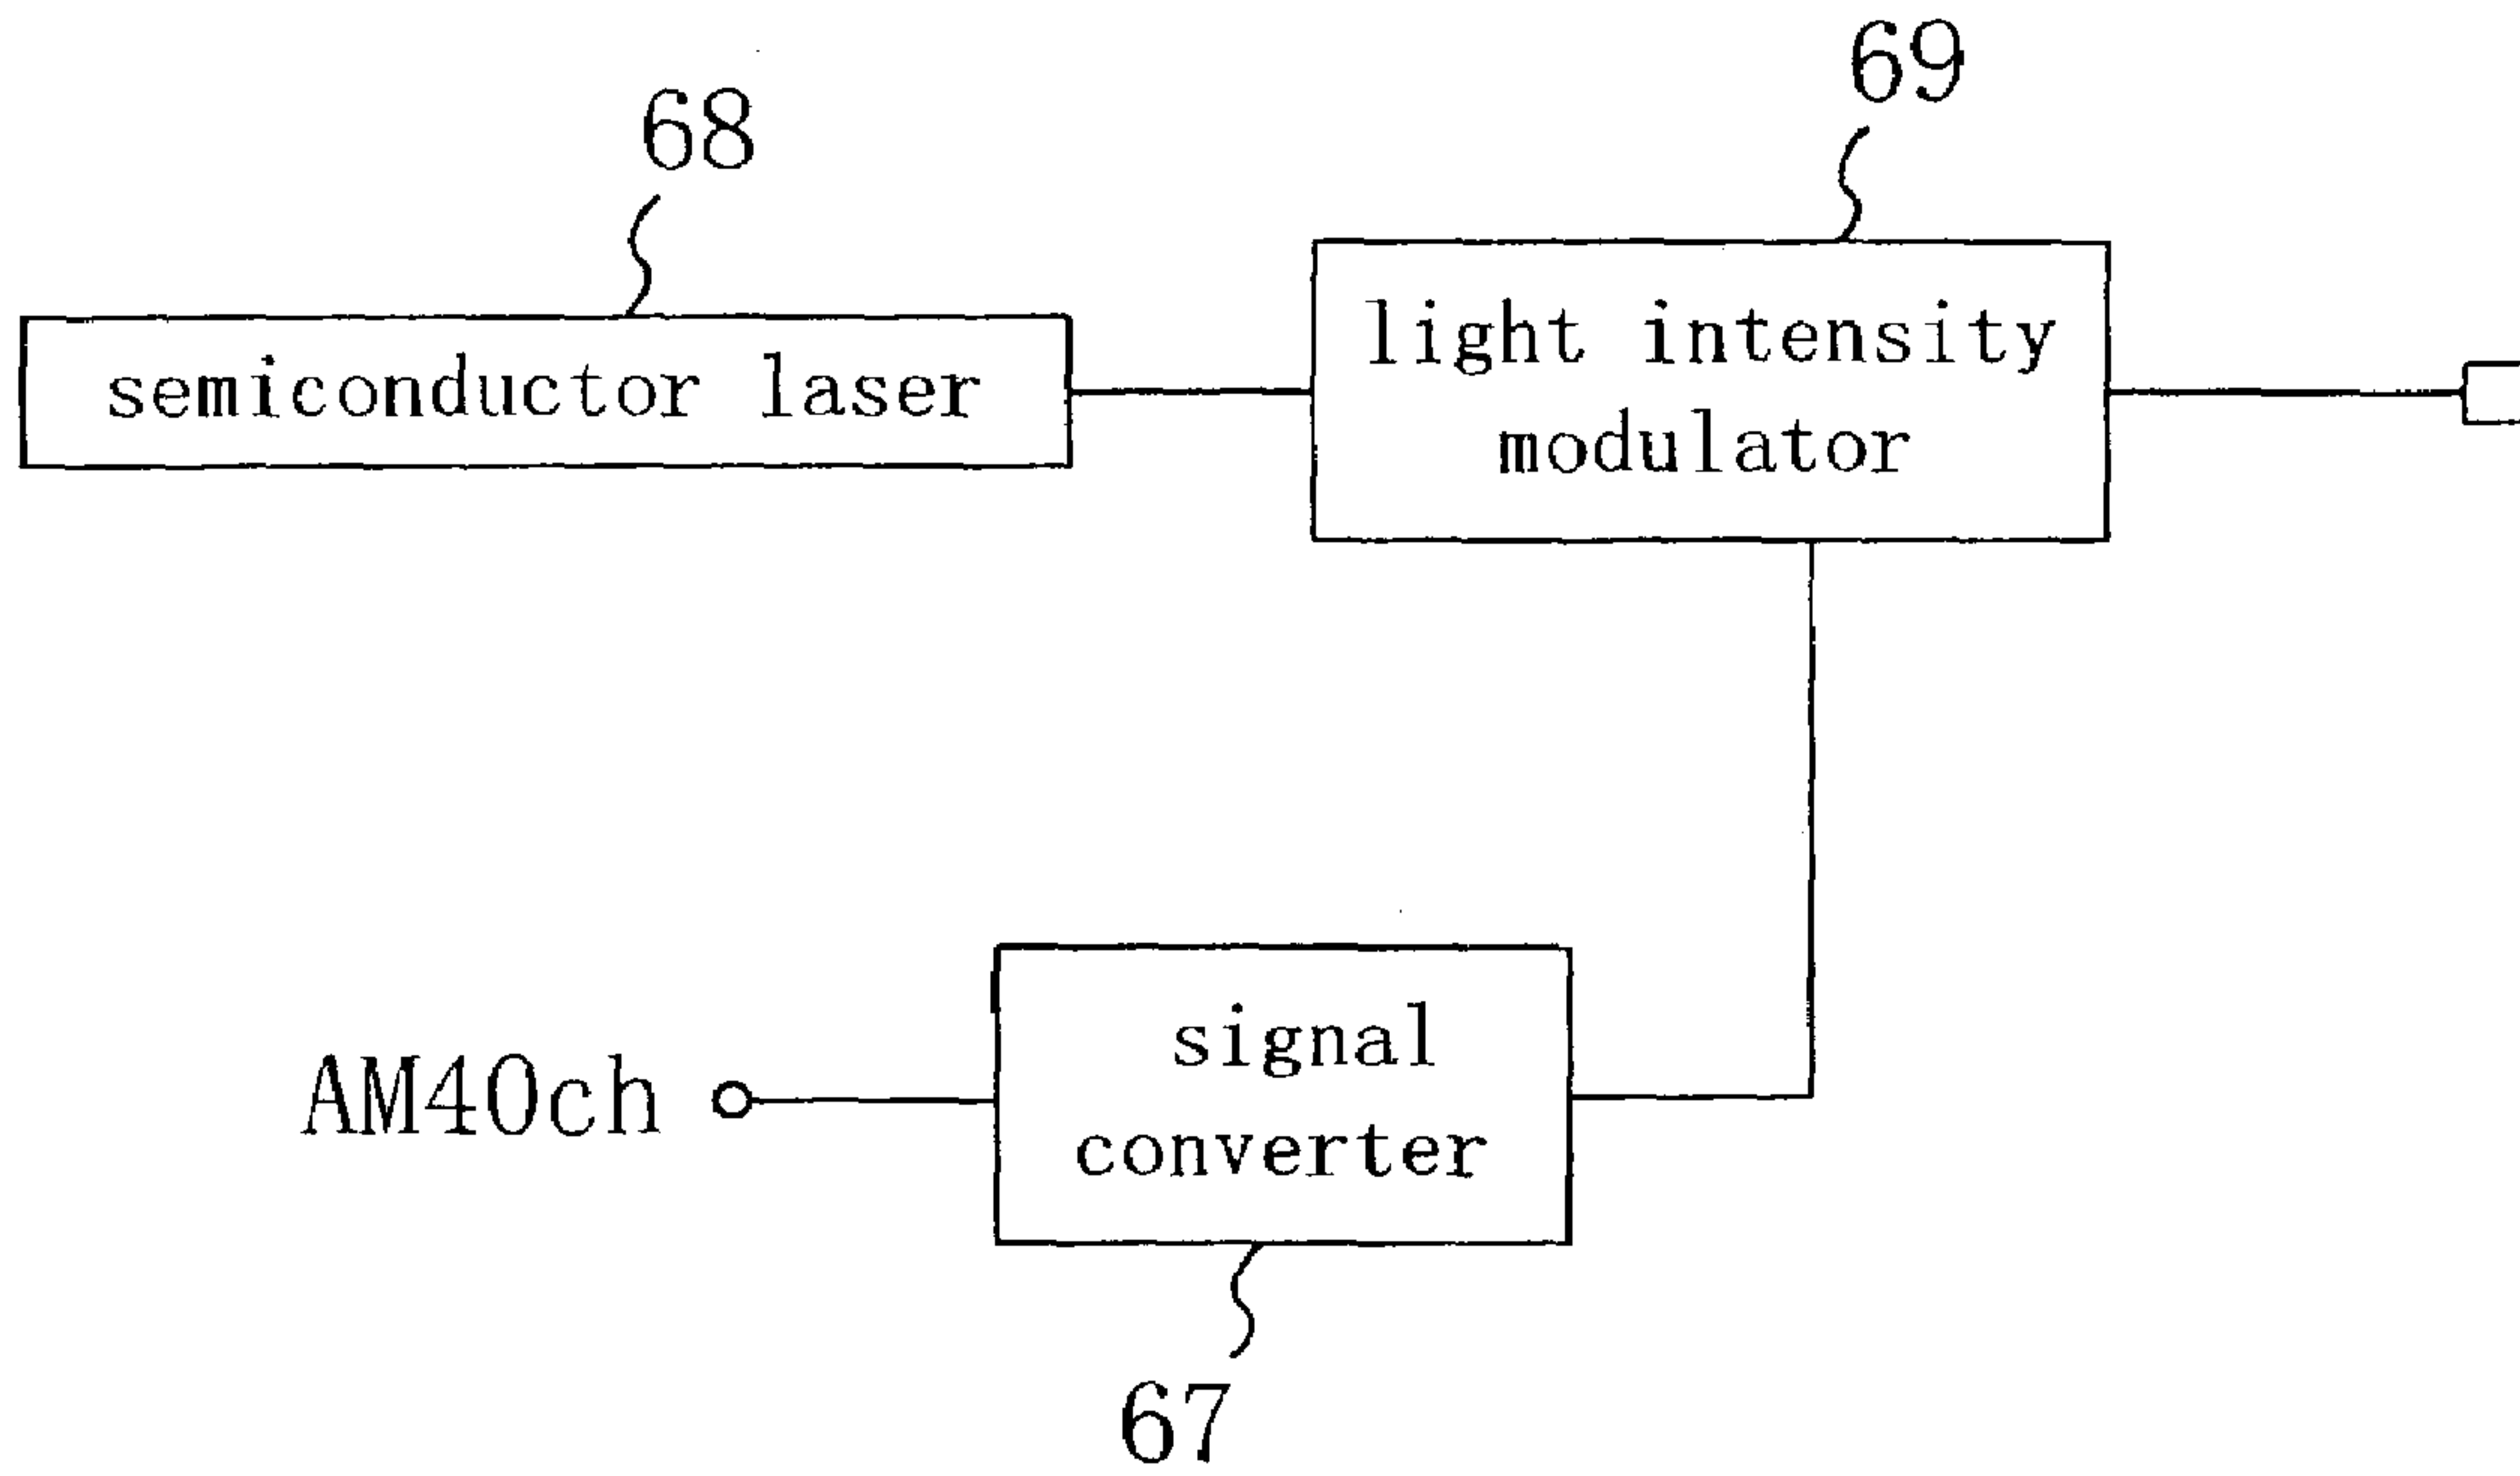 69
68
light intensity
modulator
semiconductor laser
signal
converter
AM40ch
67